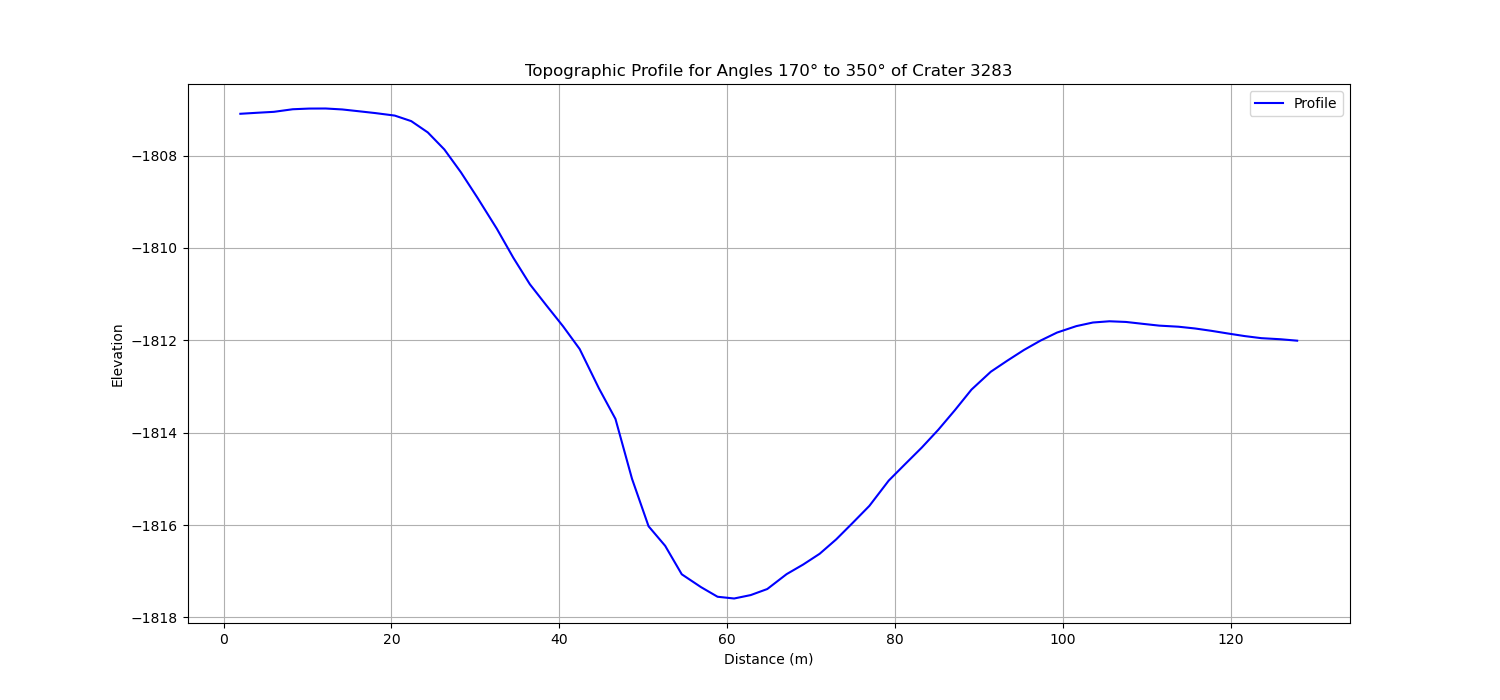 Topographic Profile for Angles 170° to 350° of Crater 3283
Profile
−1808
−1810
−1812
−1814
−1816
−1818
Elevation
0 20 40 60 80 100 120
Distance (m)